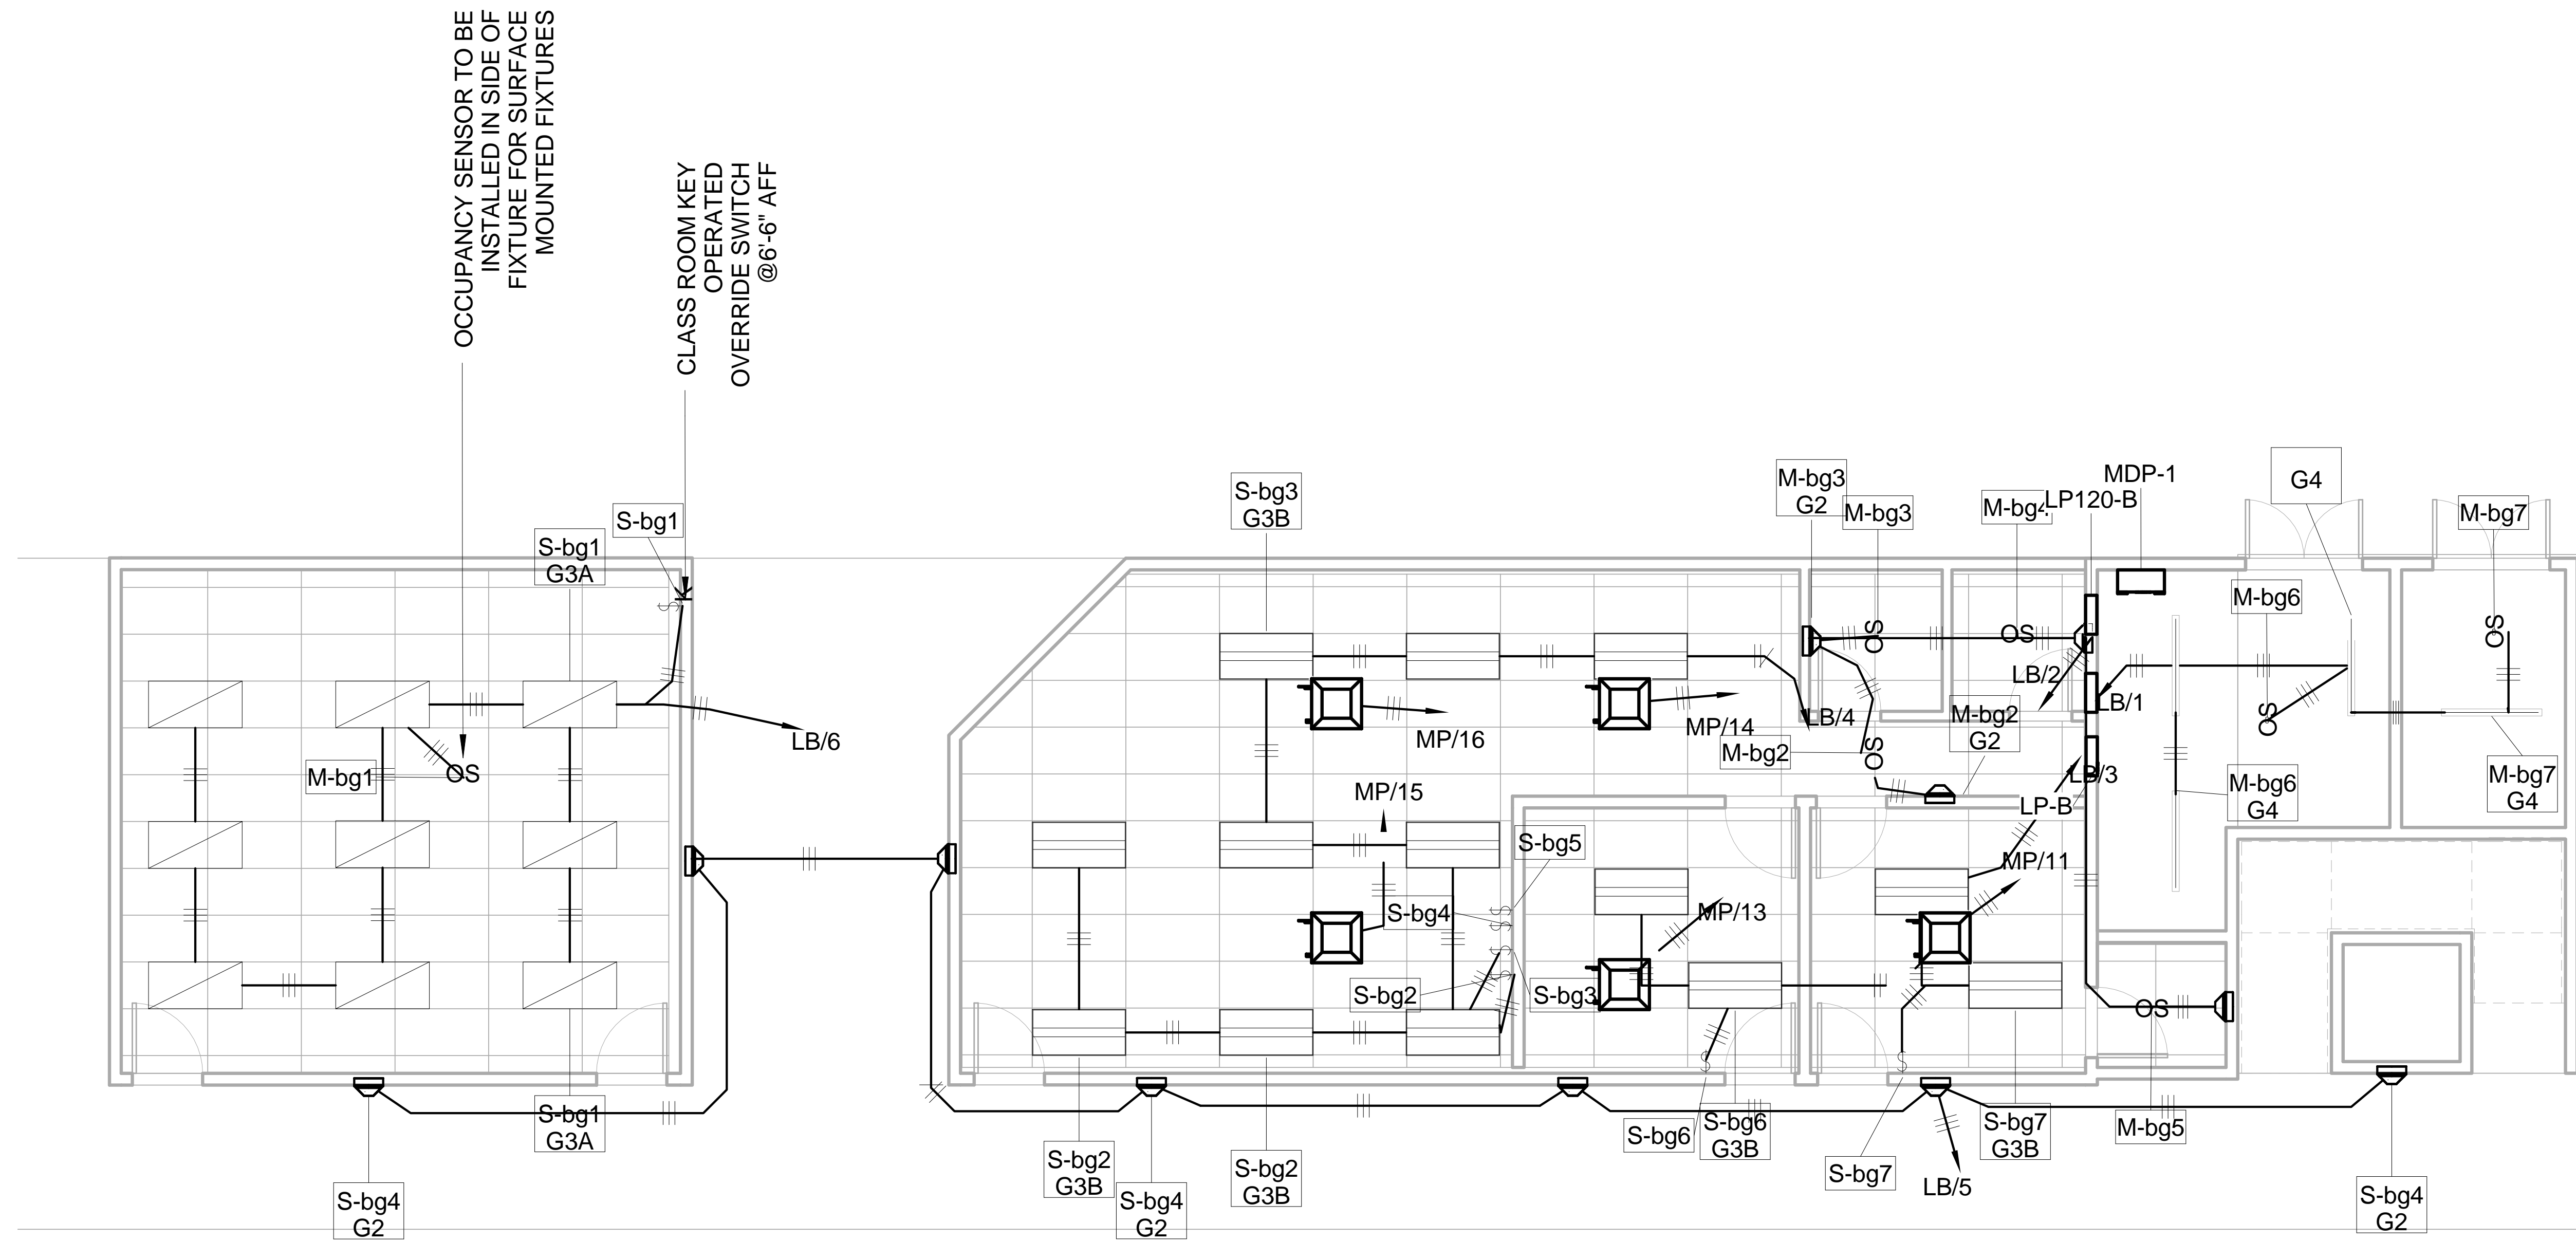 OCCUPANCY SENSOR TO BE
INSTALLED IN SIDE OF
FIXTURE FOR SURFACE
MOUNTED FIXTURES
CLASS ROOM KEY
OPERATED
OVERRIDE SWITCH
@6'-6" AFF
S-bg1
S-bg1
G3A
S-bg3
G3B
M-bg3
G2
M-bg3
M-bg4
LP120-B
MDP-1
G4
M-bg7
M-bg6
OS
OS
OS
LB/2
LB/1
LB/4
M-bg2
G2
OS
LB/6
MP/16
MP/14
M-bg2
OS
M-bg1
OS
LB/3
M-bg6
G4
M-bg7
G4
MP/15
LP-B
S-bg5
MP/11
S-bg4
MP/13
S
S
S
S
S
S-bg2
S-bg3
OS
S
S
S-bg1
G3A
S-bg6
S-bg6
G3B
S-bg7
G3B
M-bg5
S-bg2
G3B
S-bg2
G3B
S-bg7
LB/5
S-bg4
G2
S-bg4
G2
S-bg4
G2